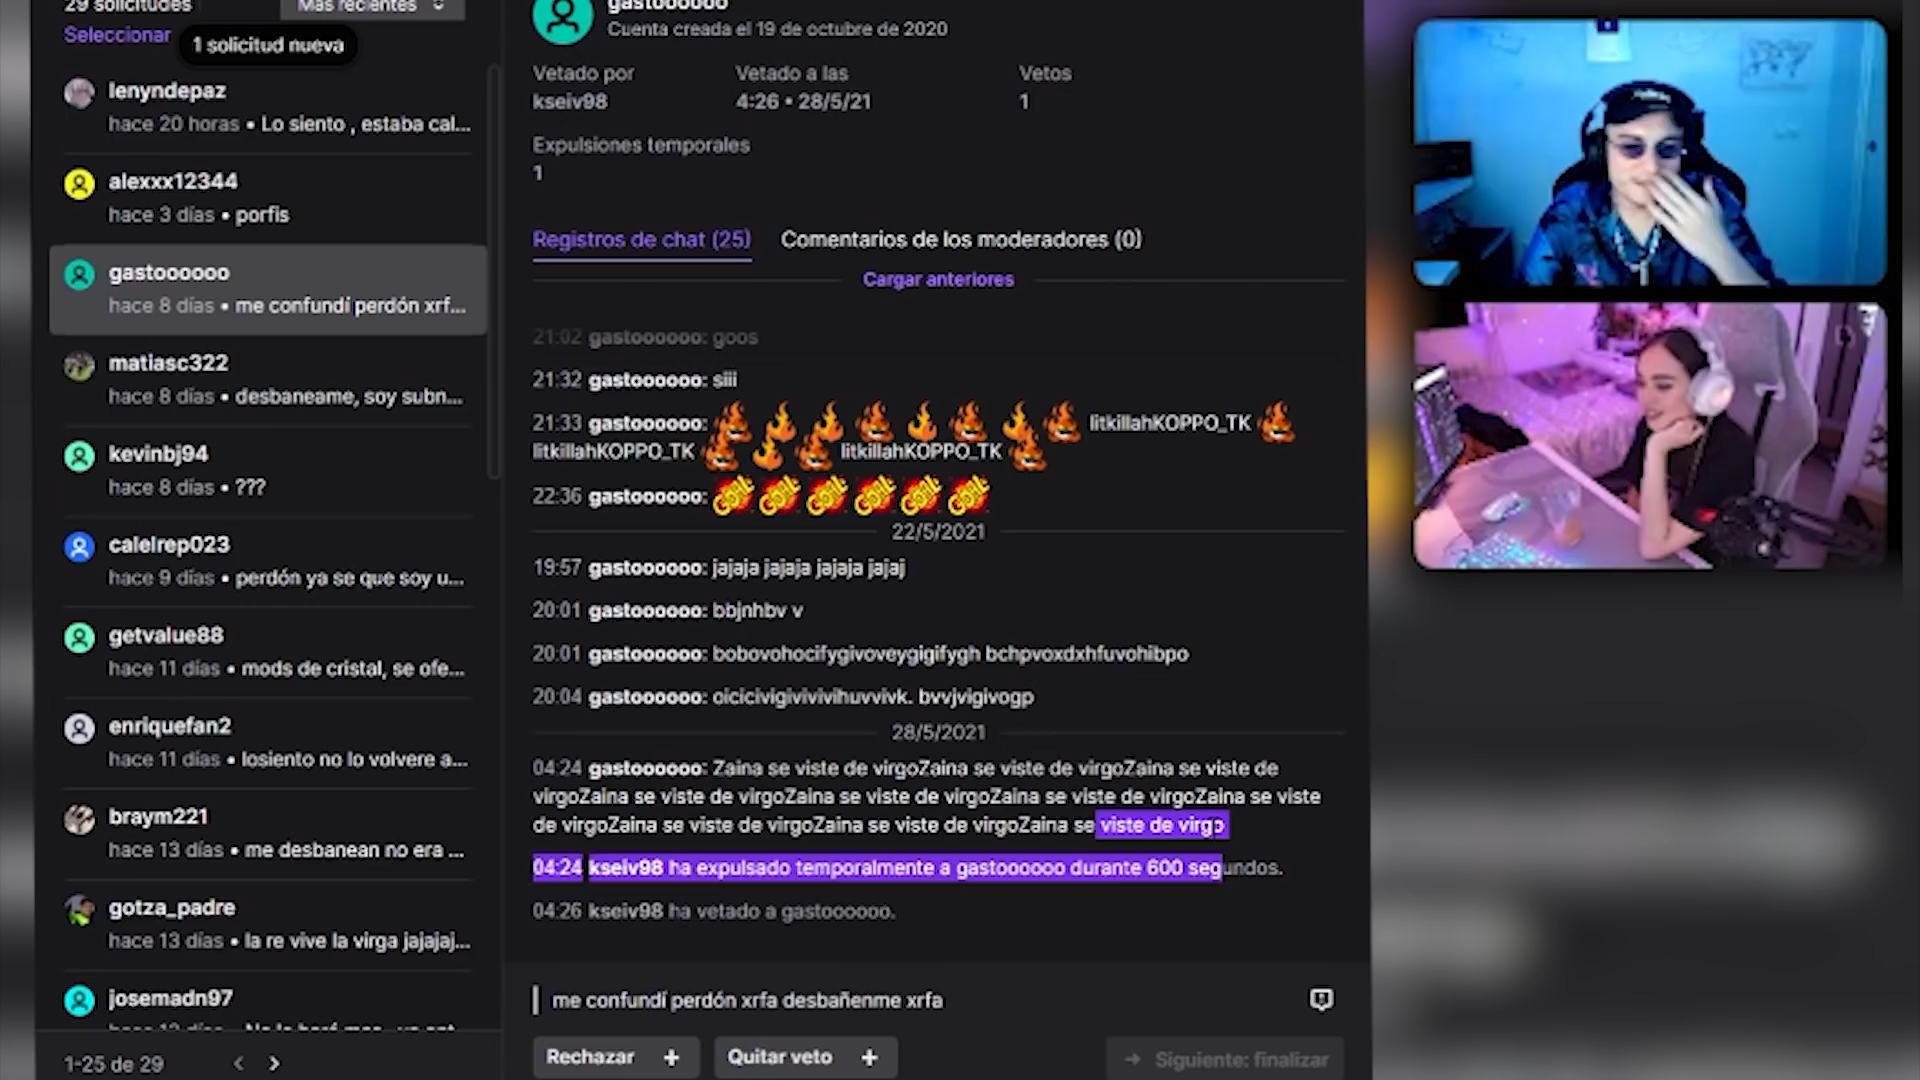 29 solicitudes
Más recientes
Seleccionar
1 solicitud nueva
lenyndepaz
hace 20 horas • Lo siento , estaba cal...
alexxx12344
hace 3 días • porfis
gastoooooo
hace 8 días • me confundí perdón xrf...
matiasc322
hace 8 días • desbaneame, soy subn...
kevinbj94
hace 8 días • ???
calelrep023
hace 9 días • perdón ya se que soy u...
getvalue88
hace 11 días • mods de cristal, se ofe...
enriquefan2
hace 11 días • losiento no lo volvere a...
braym221
hace 13 días • me desbanean no era ...
gotza_padre
hace 13 días • la re vive la virga jajajaj...
josemadn97
1-25 de 29
gastoooooo
Cuenta creada el 19 de octubre de 2020
Vetado por
kseiv98
Vetado a las
4:26 • 28/5/21
Vetos
1
Expulsiones temporales
1
Registros de chat (25)
Comentarios de los moderadores (0)
Cargar anteriores
21:02 gastoooooo: goos
21:32 gastoooooo: siii
21:33 gastoooooo: litkillahKOPPO_TK
litkillahKOPPO_TK litkillahKOPPO_TK
22:36 gastoooooo:
22/5/2021
19:57 gastoooooo: jajaja jajaja jajaja jajaj
20:01 gastoooooo: bbjnhbv v
20:01 gastoooooo: bobovohocifygivoveygigifygh bchpvoxdxhfuvohibpo
20:04 gastoooooo: oicicivigivivivihuvvivk. bvvjvigivogp
28/5/2021
04:24 gastoooooo: Zaina se viste de virgoZaina se viste de virgoZaina se viste de
virgoZaina se viste de virgoZaina se viste de virgoZaina se viste de virgoZaina se viste
de virgoZaina se viste de virgoZaina se viste de virgoZaina se viste de virgo
04:24 kseiv98 ha expulsado temporalmente a gastoooooo durante 600 segundos.
04:26 kseiv98 ha vetado a gastoooooo.
me confundí perdón xrfa desbañenme xrfa
Rechazar +
Quitar veto +
→ Siguiente: finalizar